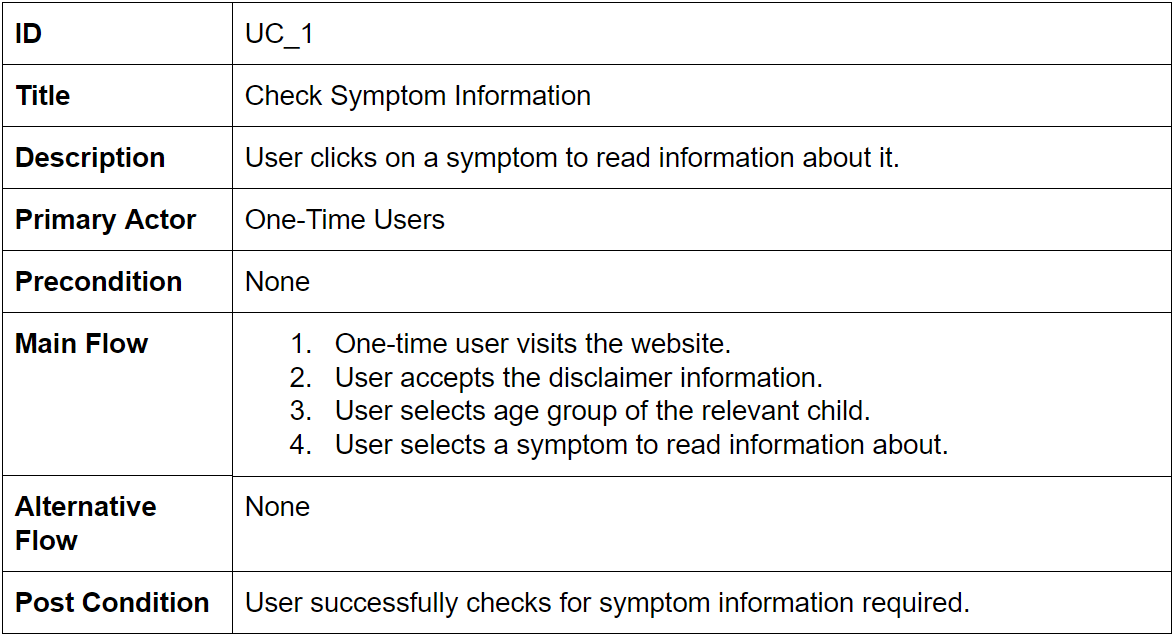 ID UC_1
Title Check Symptom Information
Description User clicks on a symptom to read information about it.
Primary Actor One-Time Users
Precondition None
Main Flow 1. One-time user visits the website.
2. User accepts the disclaimer information.
3. User selects age group of the relevant child.
4. User selects a symptom to read information about.
Alternative None
Flow
Post Condition User successfully checks for symptom information required.